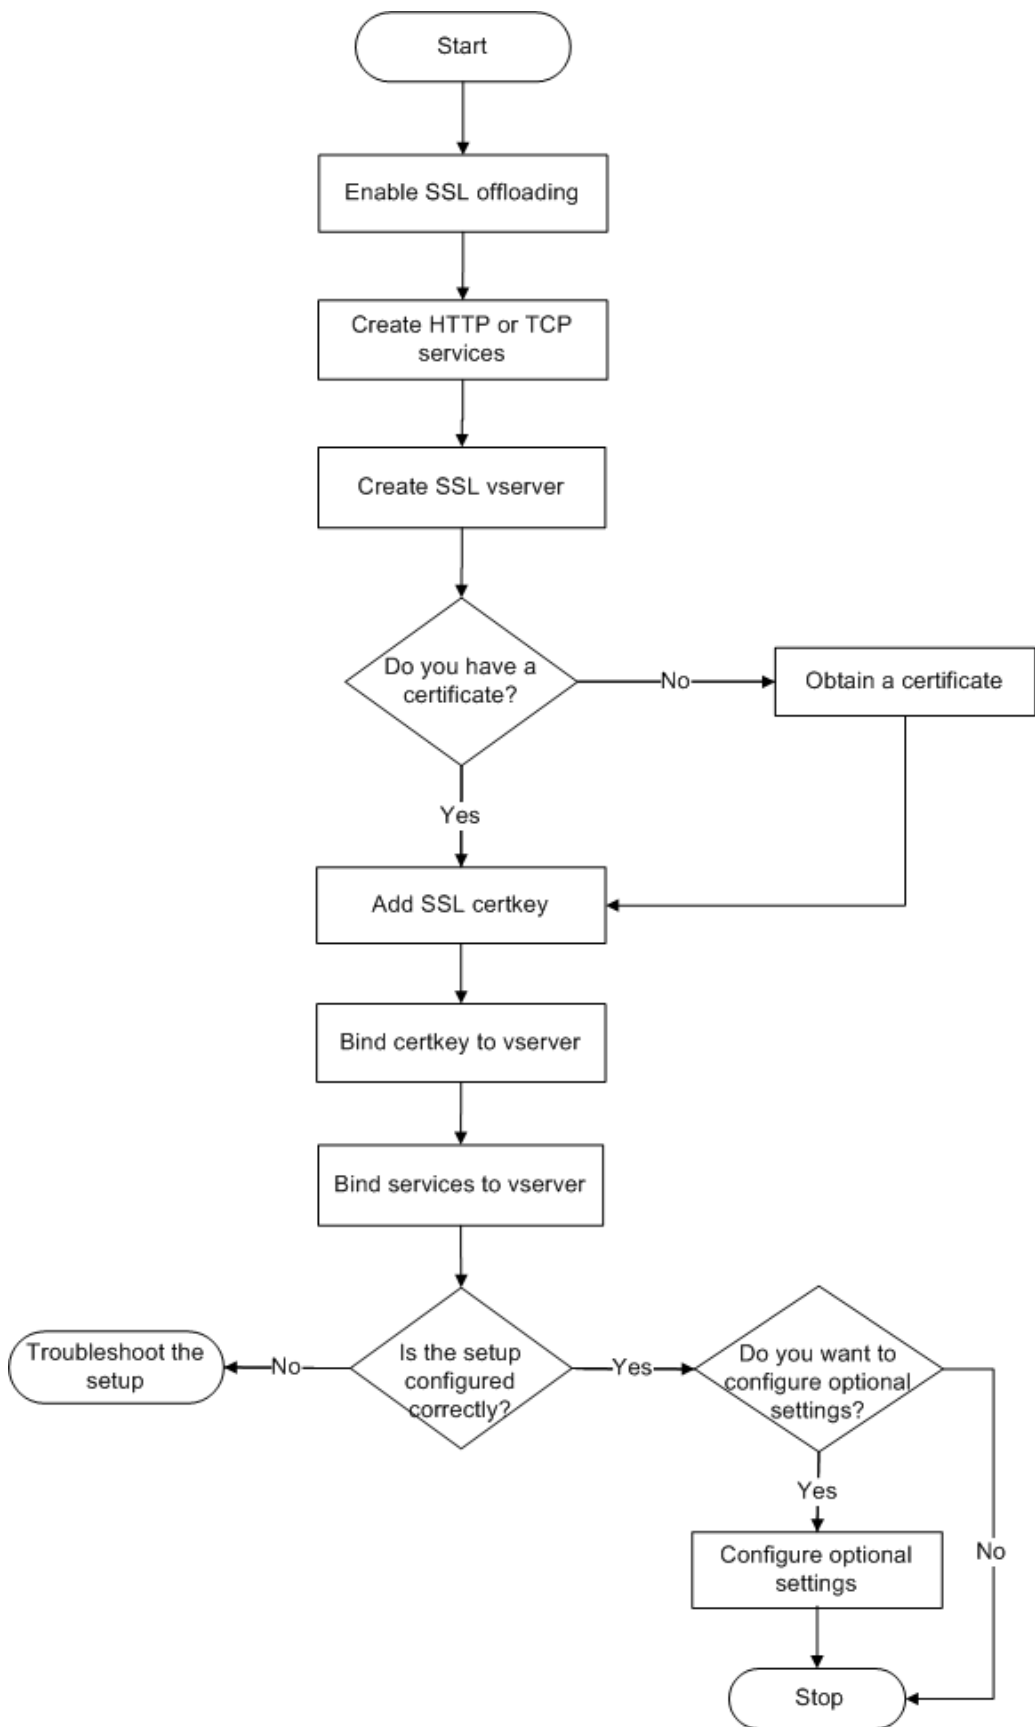 Start
Enable SSL offloading
Create HTTP or TCP
services
Create SSL vserver
Do you have a
certificate?
No
Obtain a certificate
Yes
Add SSL certkey
Bind certkey to vserver
Bind services to vserver
Troubleshoot the
setup
No
Is the setup
configured
correctly?
Yes
Do you want to
configure optional
settings?
Yes
No
Configure optional
settings
Stop